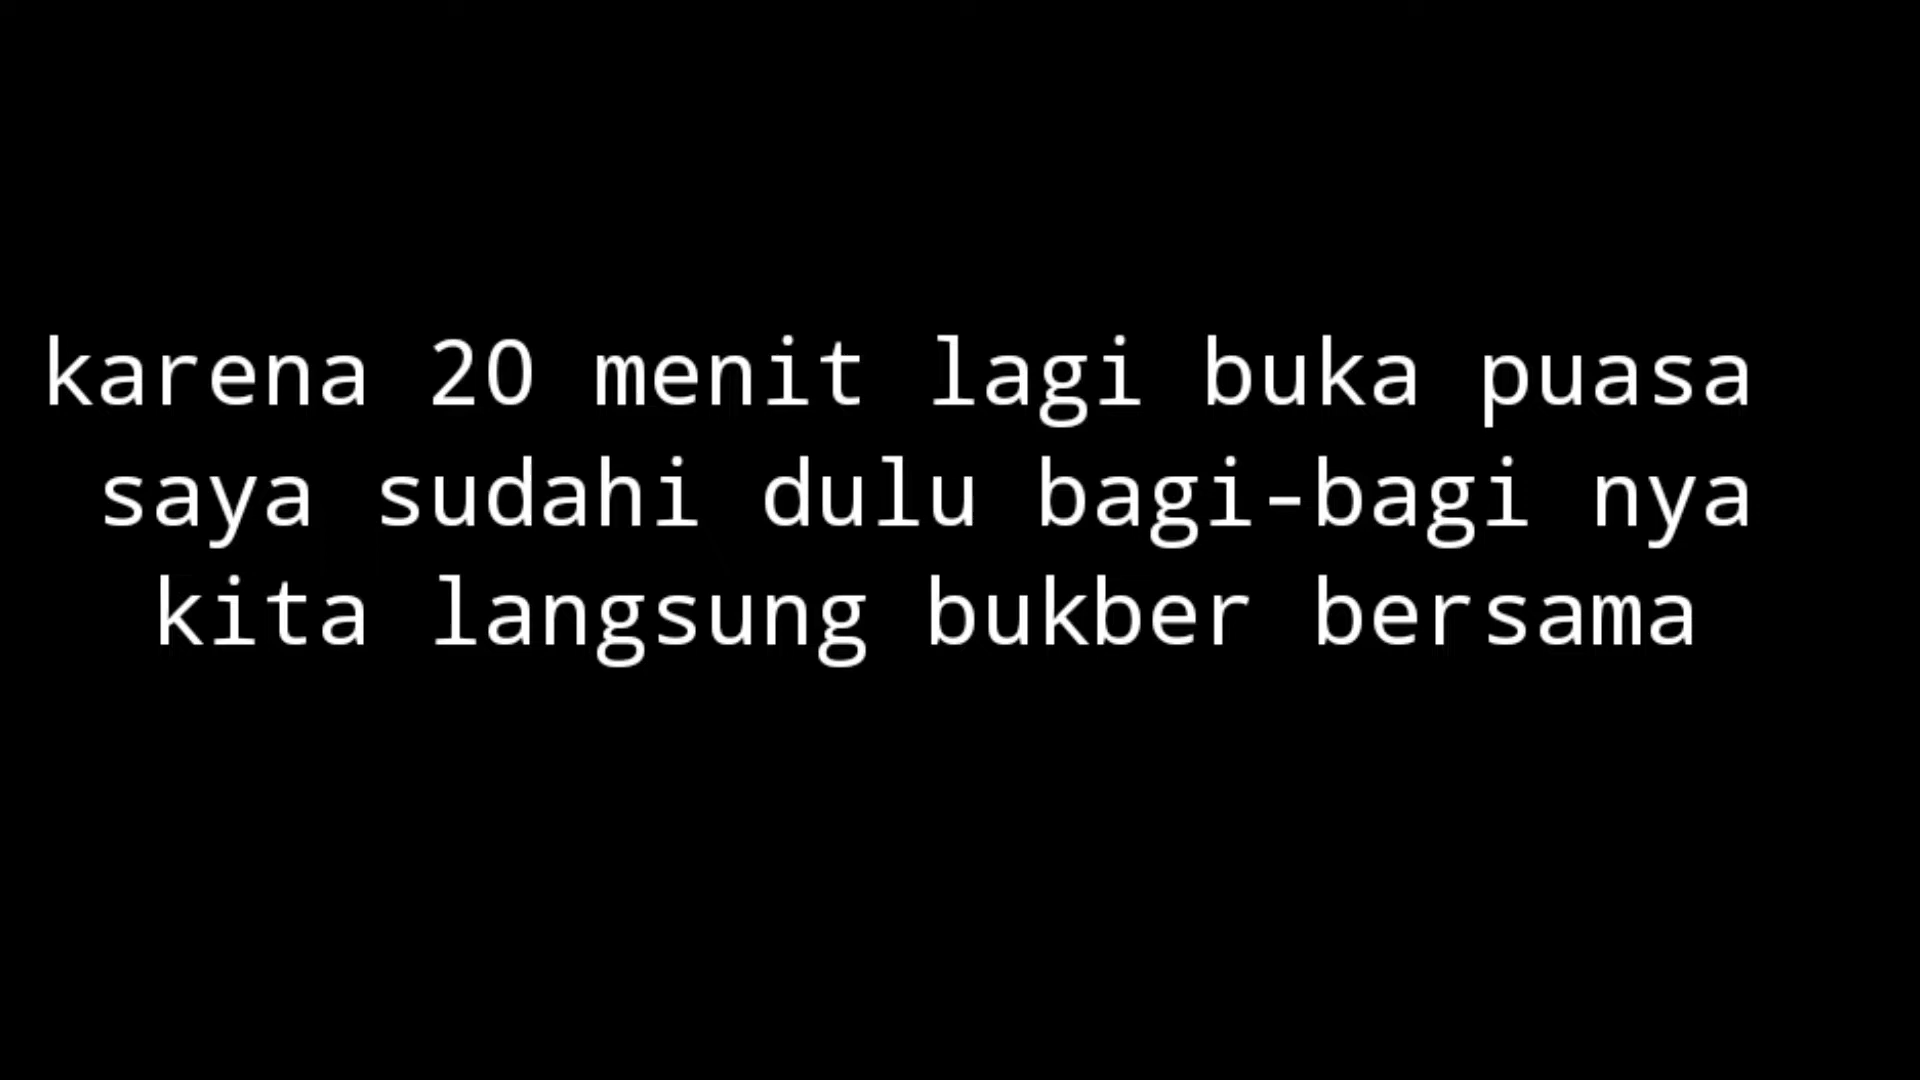 karena 20 menit lagi buka puasa
saya sudahi dulu bagi-bagi nya
kita langsung bukber bersama